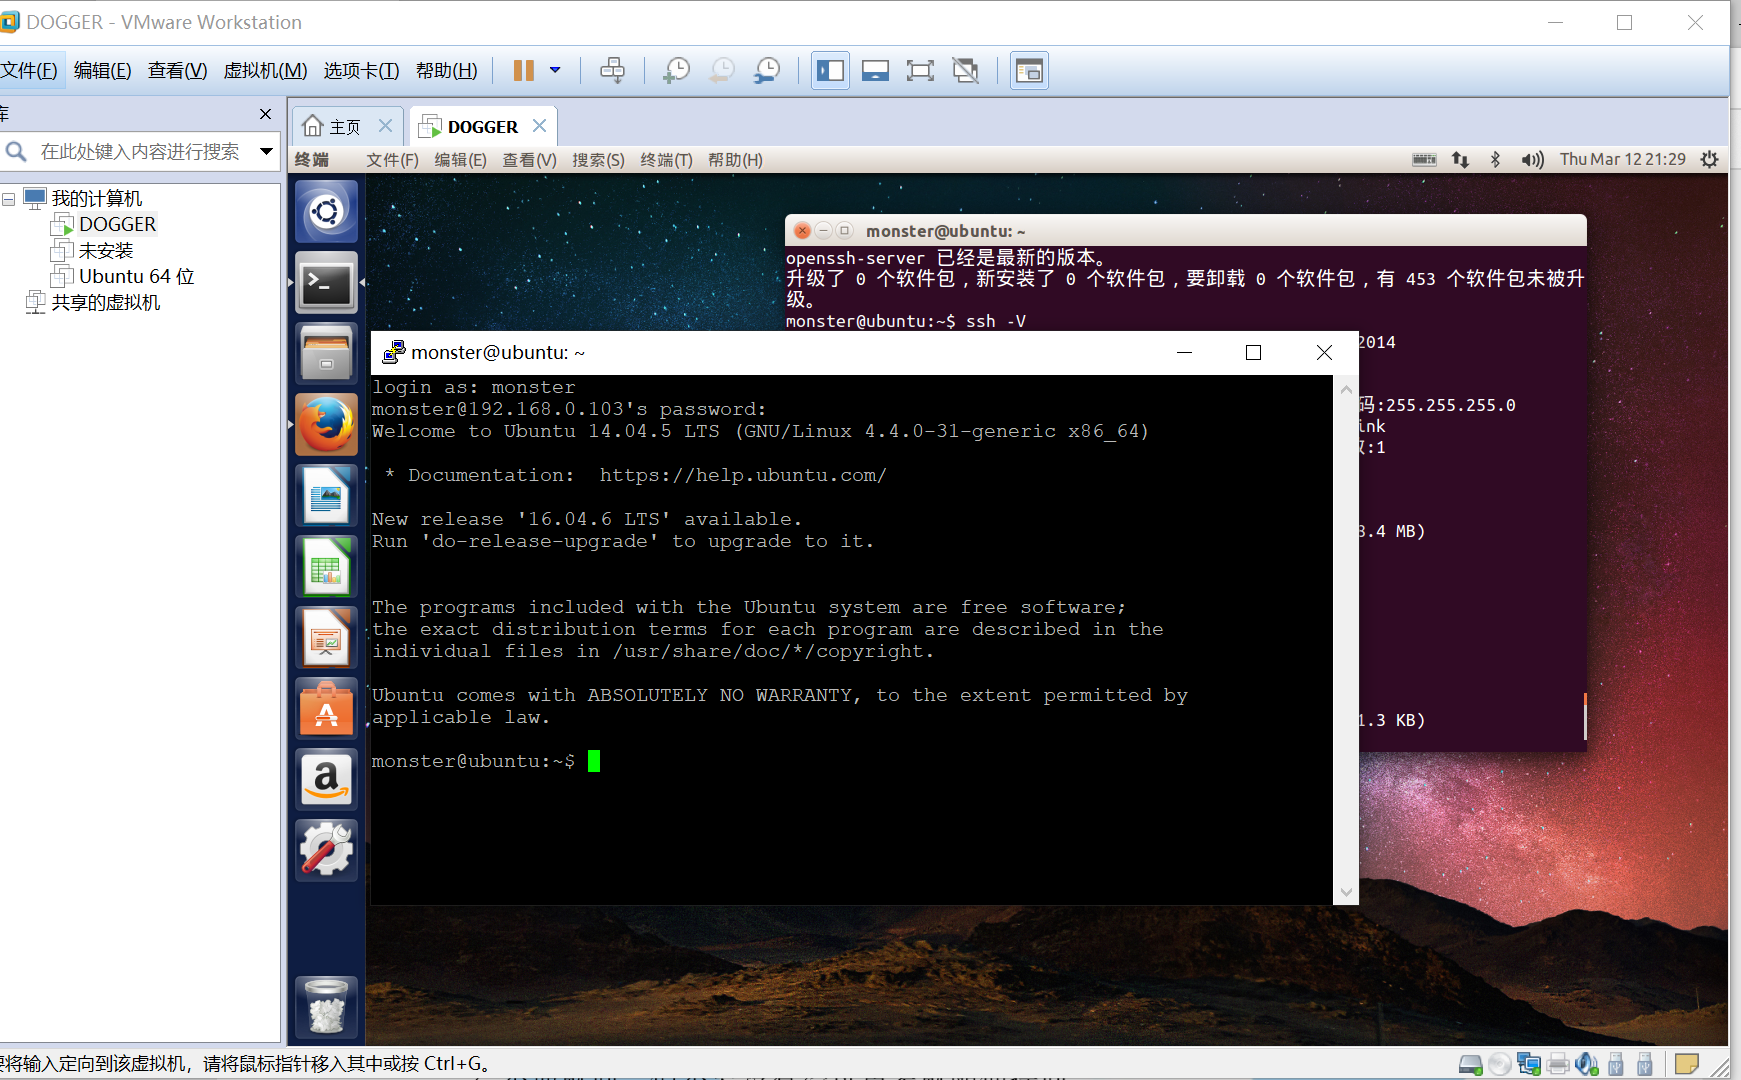 DOGGER - VMware Workstation
文件(F) 编辑(E) 查看(V) 虚拟机(M) 选项卡(T) 帮助(H)
库
主页
DOGGER
在此处键入内容进行搜索
终端 文件(F) 编辑(E) 查看(V) 搜索(S) 终端(T) 帮助(H) Thu Mar 12 21:29
我的计算机
DOGGER
未安装
Ubuntu 64 位
共享的虚拟机
monster@ubuntu: ~
openssh-server 已经是最新的版本。
升级了 0 个软件包，新安装了 0 个软件包，要卸载 0 个软件包，有 453 个软件包未被升
级。
monster@ubuntu:~$ ssh -V
2014
码:255.255.255.0
ink
:1
3.4 MB)
1.3 KB)
monster@ubuntu: ~
login as: monster
monster@192.168.0.103's password:
Welcome to Ubuntu 14.04.5 LTS (GNU/Linux 4.4.0-31-generic x86_64)
* Documentation:  https://help.ubuntu.com/
New release '16.04.6 LTS' available.
Run 'do-release-upgrade' to upgrade to it.
The programs included with the Ubuntu system are free software;
the exact distribution terms for each program are described in the
individual files in /usr/share/doc/*/copyright.
Ubuntu comes with ABSOLUTELY NO WARRANTY, to the extent permitted by
applicable law.
monster@ubuntu:~$
要将输入定向到该虚拟机，请将鼠标指针移入其中或按 Ctrl+G。